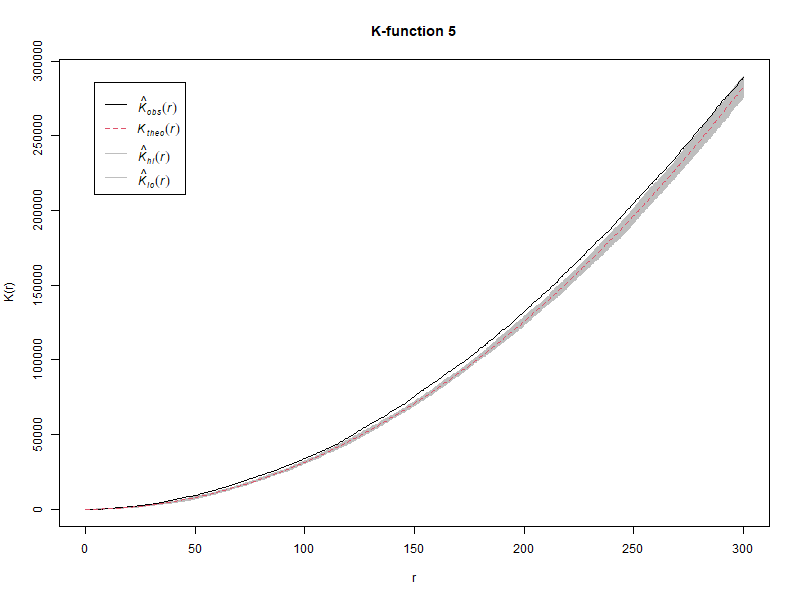 K-function 5
K̂obs(r)
Ktheo(r)
K̂hi(r)
K̂lo(r)
K(r)
300000
250000
200000
150000
100000
50000
0
0 50 100 150 200 250 300
r